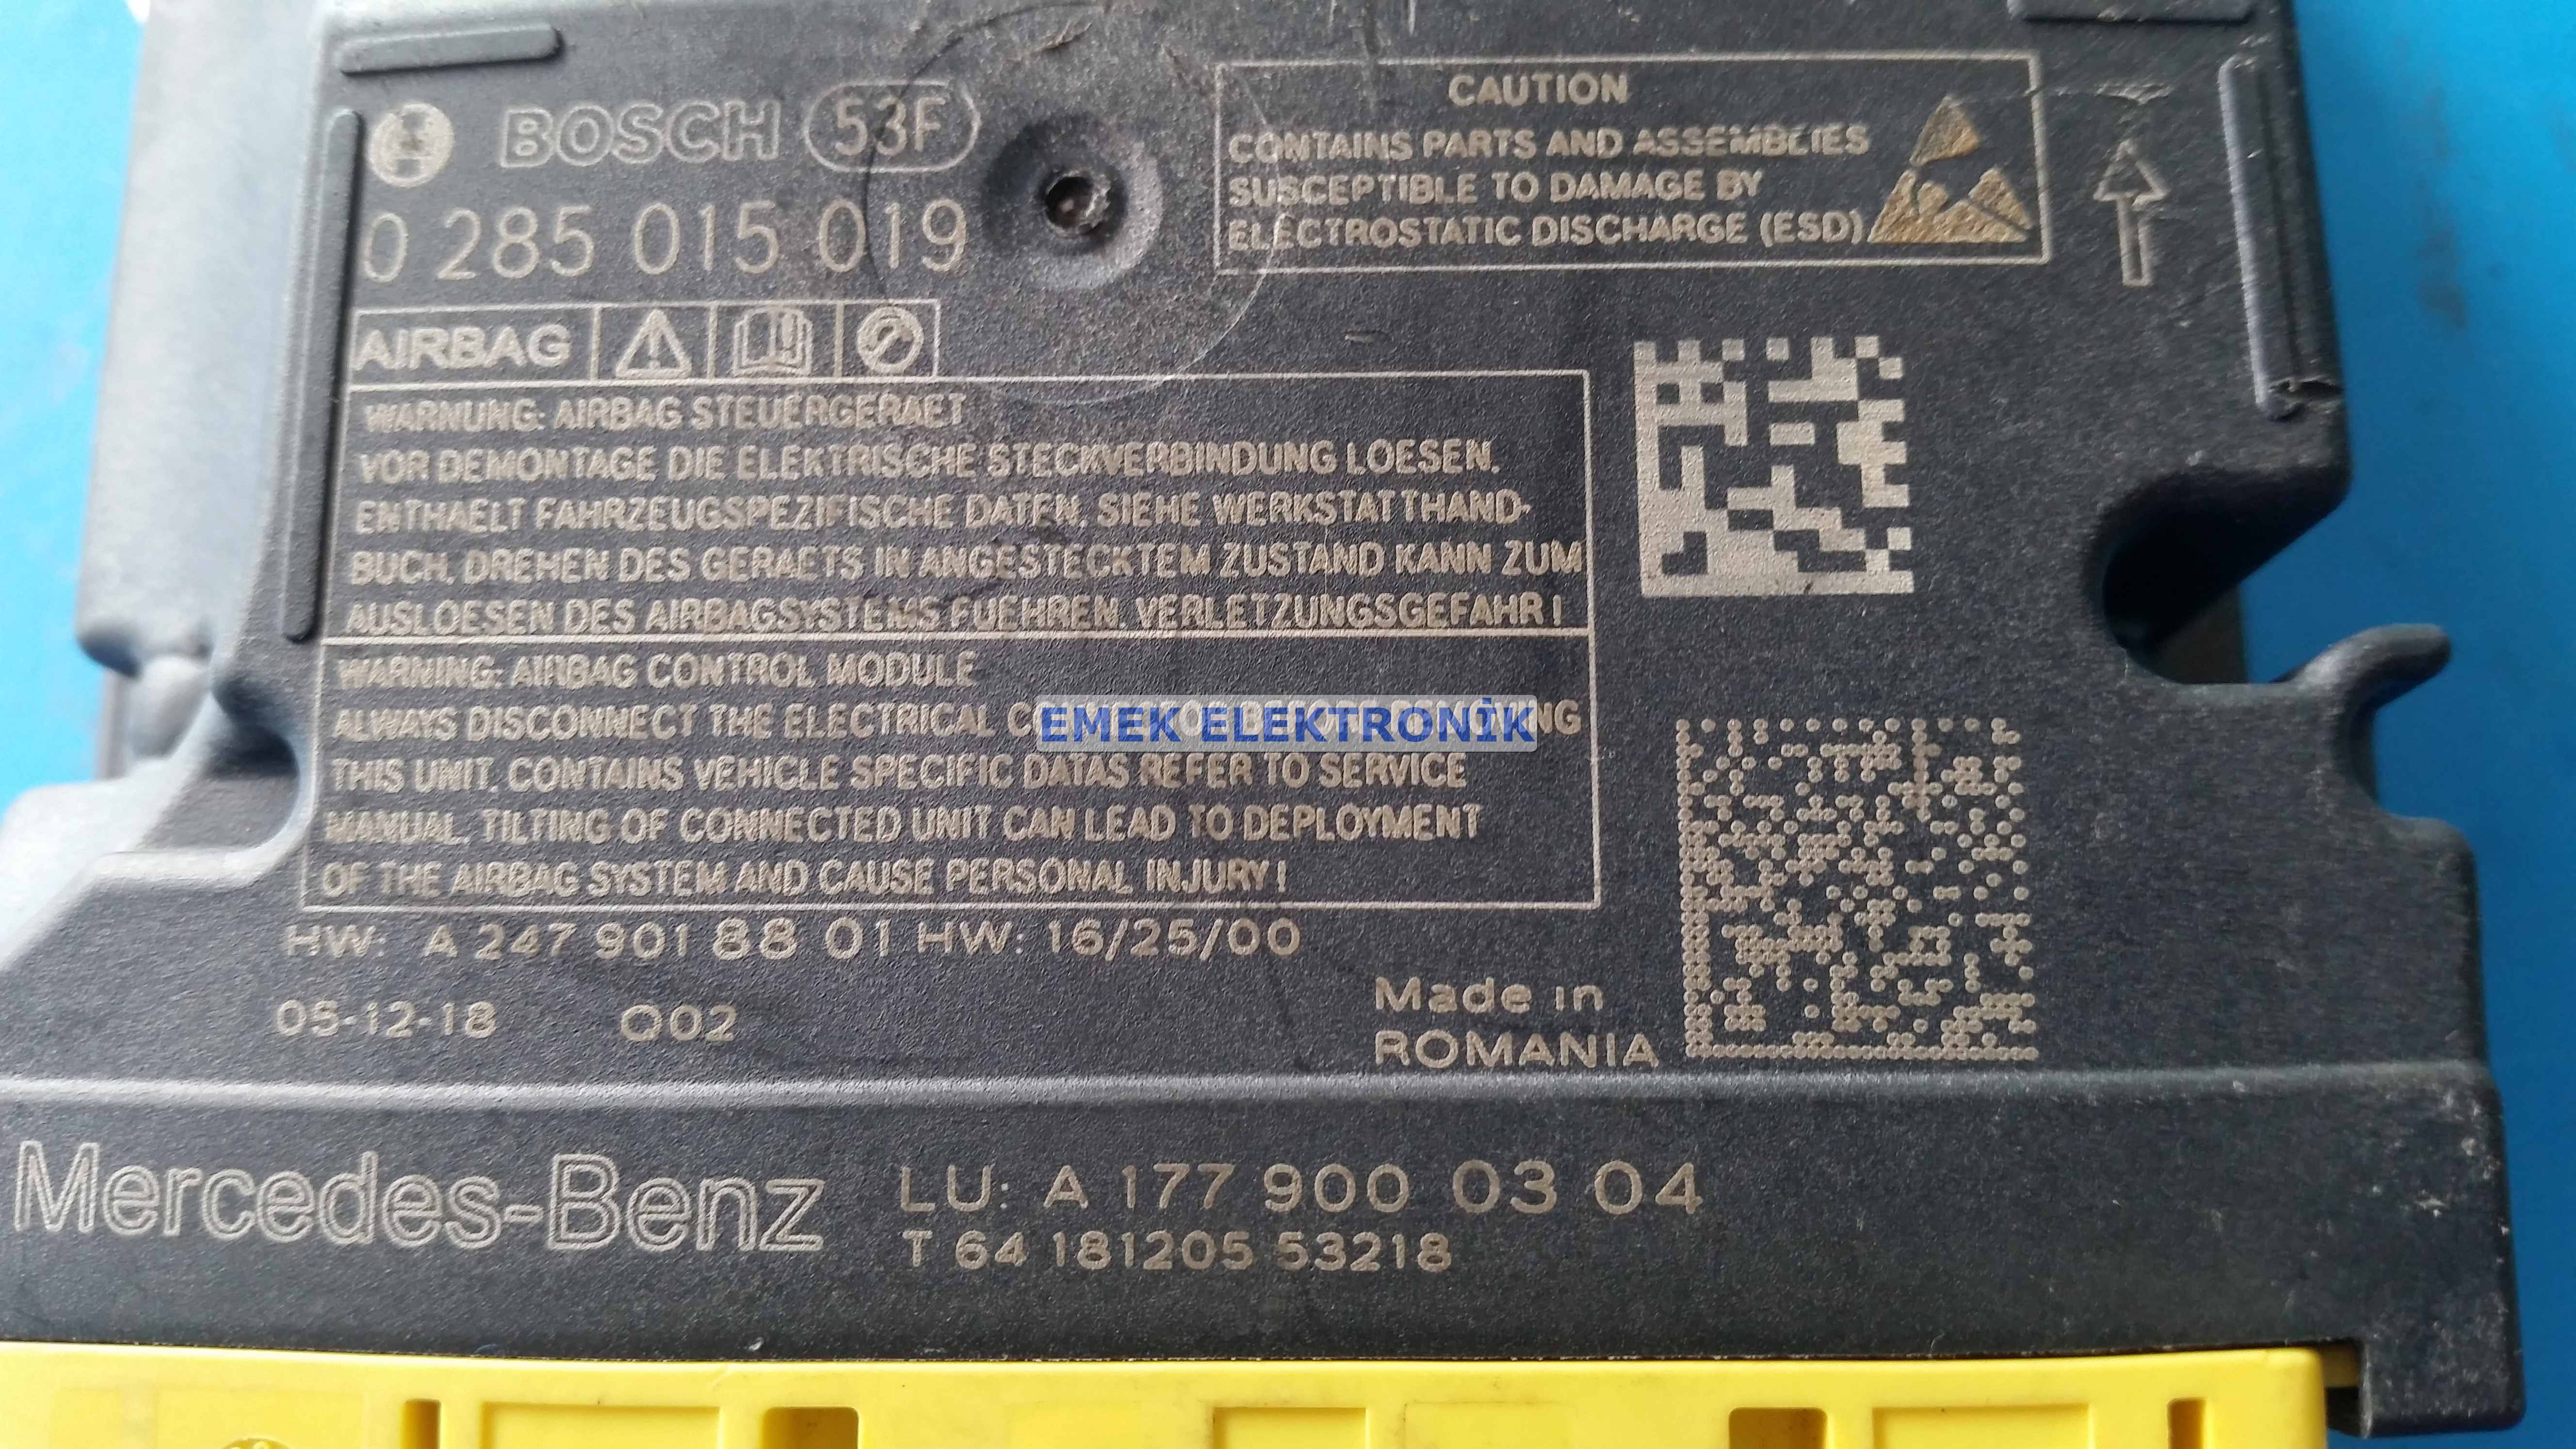 BOSCH 53F
0 285 015 019
CAUTION
CONTAINS PARTS AND ASSEMBLIES
SUSCEPTIBLE TO DAMAGE BY
ELECTROSTATIC DISCHARGE (ESD)
AIRBAG
WARNUNG: AIRBAG STEUERGERAET
VOR DEMONTAGE DIE ELEKTRISCHE STECKVERBINDUNG LOESEN.
ENTHAELT FAHRZEUGSPEZIFISCHE DATEN. SIEHE WERKSTATTHAND-
BUCH. DREHEN DES GERAETS IN ANGESTECKTEM ZUSTAND KANN ZUM
AUSLOESEN DES AIRBAGSYSTEMS FUEHREN. VERLETZUNGSGEFAHR !
WARNING: AIRBAG CONTROL MODULE
ALWAYS DISCONNECT THE ELECTRICAL
EMEK ELEKTRONİK
THIS UNIT. CONTAINS VEHICLE SPECIFIC DATAS REFER TO SERVICE
MANUAL. TILTING OF CONNECTED UNIT CAN LEAD TO DEPLOYMENT
OF THE AIRBAG SYSTEM AND CAUSE PERSONAL INJURY !
HW: A 247 901 88 01 HW: 16/25/00
05-12-18 Q02
Made in
ROMANIA
Mercedes-Benz LU: A 177 900 03 04
T 64 181205 53218